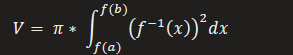 V = π * ∫_{f(a)}^{f(b)} (f⁻¹(x))² dx